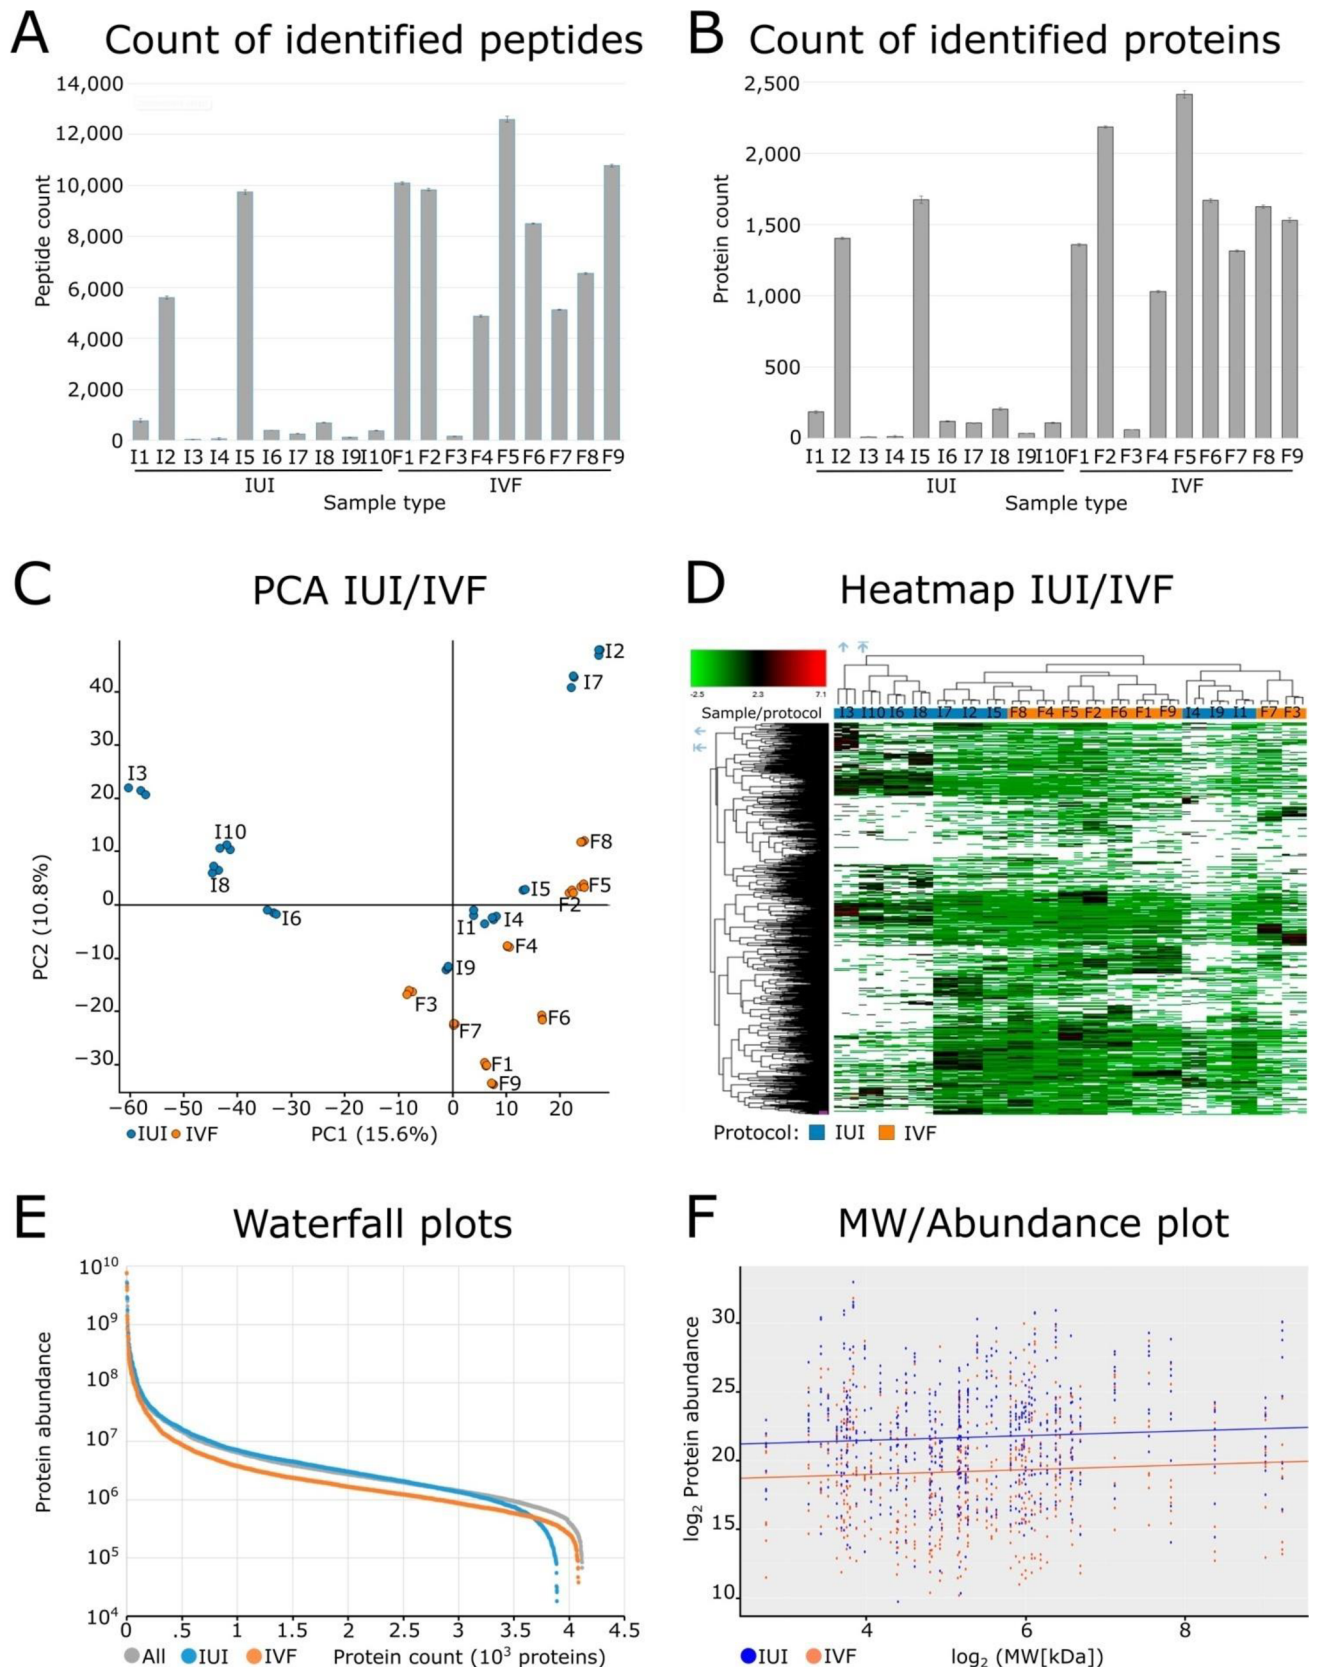 A Count of identified peptides
14,000
12,000
10,000
8,000
6,000
4,000
2,000
0
Peptide count
I1 I2 I3 I4 I5 I6 I7 I8 I9 I10 F1 F2 F3 F4 F5 F6 F7 F8 F9
IUI IVF
Sample type
B Count of identified proteins
2,500
2,000
1,500
1,000
500
0
Protein count
I1 I2 I3 I4 I5 I6 I7 I8 I9 I10 F1 F2 F3 F4 F5 F6 F7 F8 F9
IUI IVF
Sample type
C PCA IUI/IVF
40
30
20
10
0
−10
−20
−30
PC2 (10.8%)
I2
I7
I3
I10
I8
I6
F8
F5
I5
F2
I1
I4
F4
I9
F3
F7
F6
F1
F9
−60 −50 −40 −30 −20 −10 0 10 20
IUI IVF
PC1 (15.6%)
D Heatmap IUI/IVF
-2.5 2.3 7.1
Sample/protocol
I3 I10 I6 I8 I7 I2 I5 F8 F4 F5 F2 F6 F1 F9 I4 I9 I1 F7 F3
Protocol: IUI IVF
E Waterfall plots
10¹⁰
10⁹
10⁸
10⁷
10⁶
10⁵
10⁴
Protein abundance
0 .5 1 1.5 2 2.5 3 3.5 4 4.5
All IUI IVF Protein count (10³ proteins)
F MW/Abundance plot
30
25
20
15
10
log₂ Protein abundance
4 6 8
IUI IVF log₂ (MW[kDa])